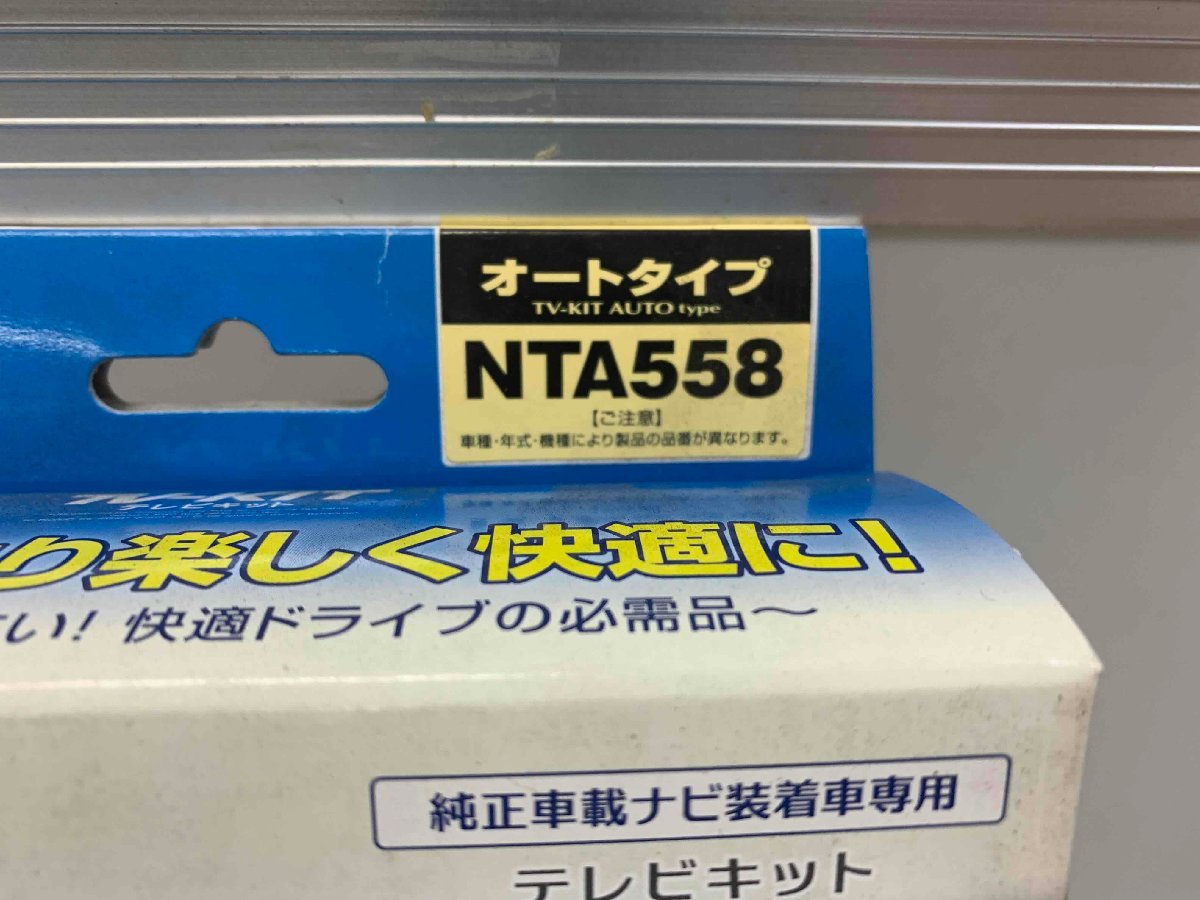 オートタイプ
TV-KIT AUTO type
NTA558
【ご注意】
車種・年式・機種により製品の品番が異なります。
TV-KIT
テレビキット
り楽しく快適に!
い!快適ドライブの必需品〜
純正車載ナビ装着車専用
テレビキット